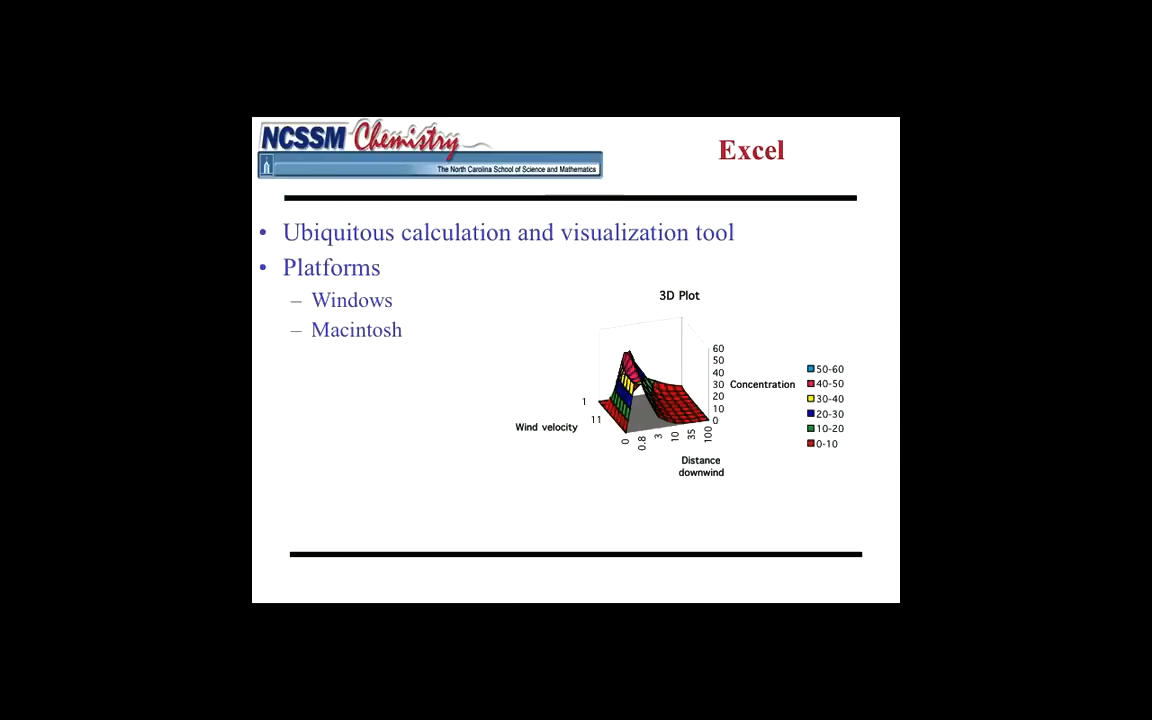 NCSSM Chemistry
The North Carolina School of Science and Mathematics
Excel
• Ubiquitous calculation and visualization tool
• Platforms
– Windows
– Macintosh
3D Plot
60
50
40
30
20
10
0
Concentration
1
11
Wind velocity
0
0.8
3
10
35
100
Distance
downwind
50-60
40-50
30-40
20-30
10-20
0-10